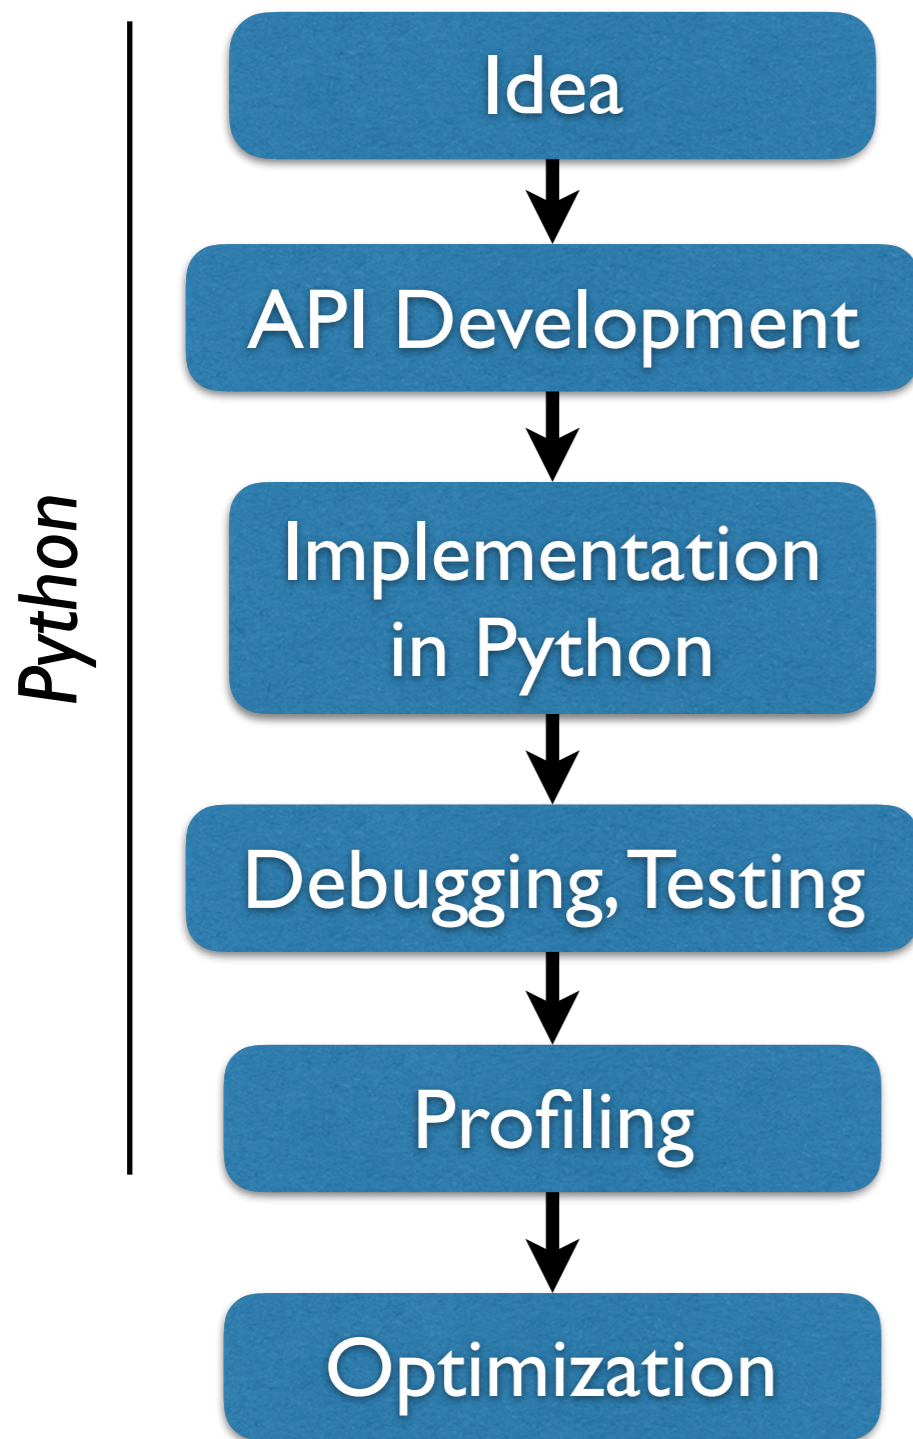 Python
Idea
API Development
Implementation
in Python
Debugging, Testing
Profiling
Optimization